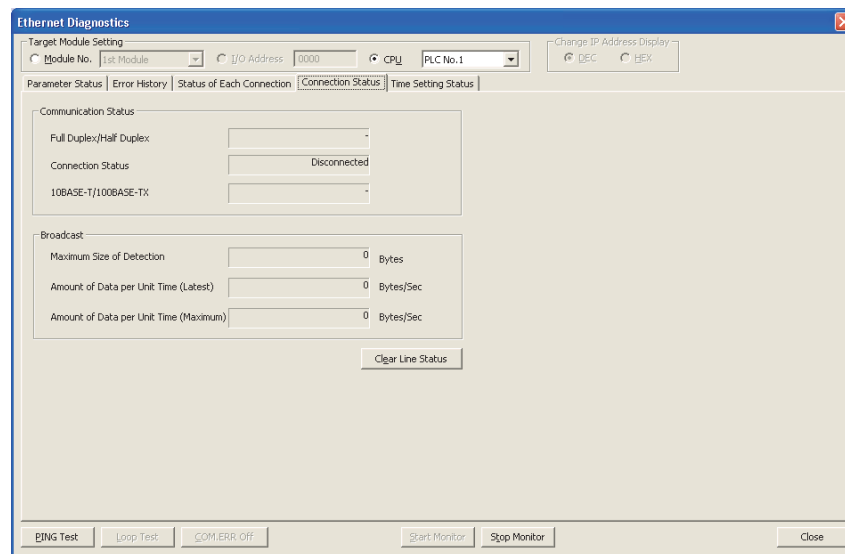 Ethernet Diagnostics
Target Module Setting
Module No. 1st Module I/O Address 0000 CPU PLC No.1
Change IP Address Display
DEC HEX
Parameter Status Error History Status of Each Connection Connection Status Time Setting Status
Communication Status
Full Duplex/Half Duplex -
Connection Status Disconnected
10BASE-T/100BASE-TX -
Broadcast
Maximum Size of Detection 0 Bytes
Amount of Data per Unit Time (Latest) 0 Bytes/Sec
Amount of Data per Unit Time (Maximum) 0 Bytes/Sec
Clear Line Status
PING Test Loop Test COM.ERR Off Start Monitor Stop Monitor Close